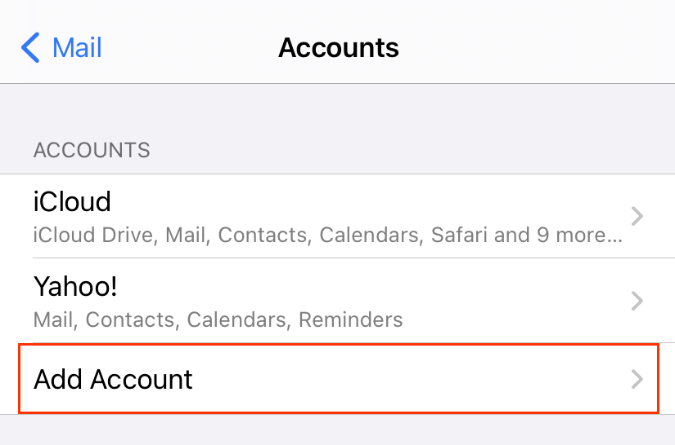 Mail
Accounts
ACCOUNTS
iCloud
iCloud Drive, Mail, Contacts, Calendars, Safari and 9 more...
Yahoo!
Mail, Contacts, Calendars, Reminders
Add Account